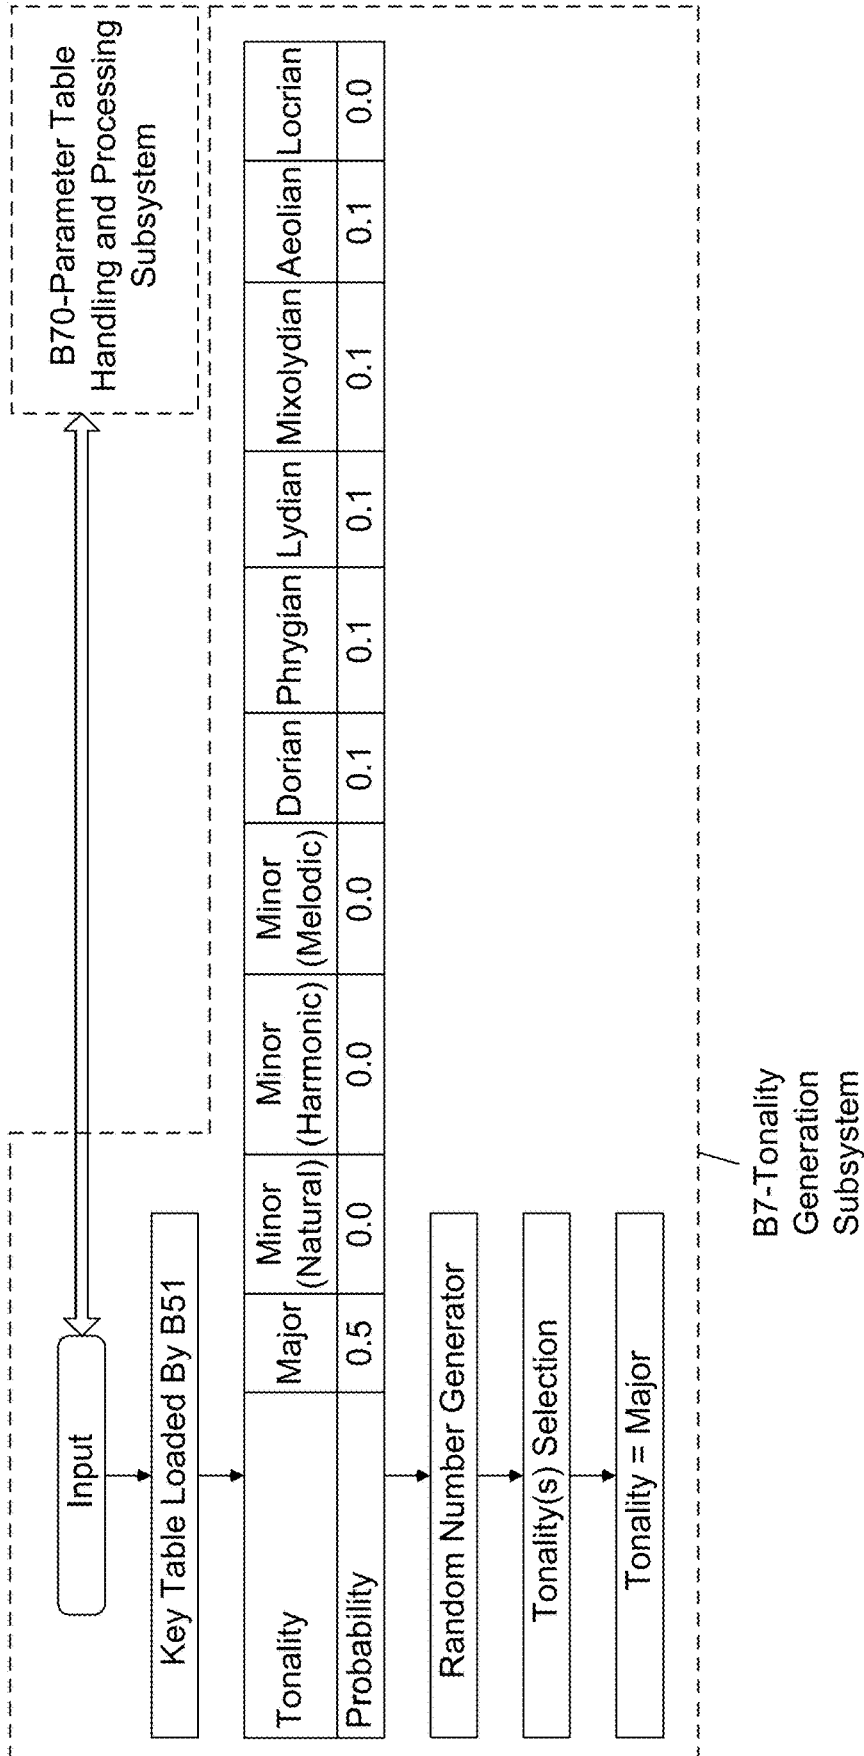 B70-Parameter Table
Handling and Processing
Subsystem
Input
Key Table Loaded By B51
Tonality Major Minor (Natural) Minor (Harmonic) Minor (Melodic) Dorian Phrygian Lydian Mixolydian Aeolian Locrian
Probability 0.5 0.0 0.0 0.0 0.1 0.1 0.1 0.1 0.1 0.0
Random Number Generator
Tonality(s) Selection
Tonality = Major
B7-Tonality
Generation
Subsystem